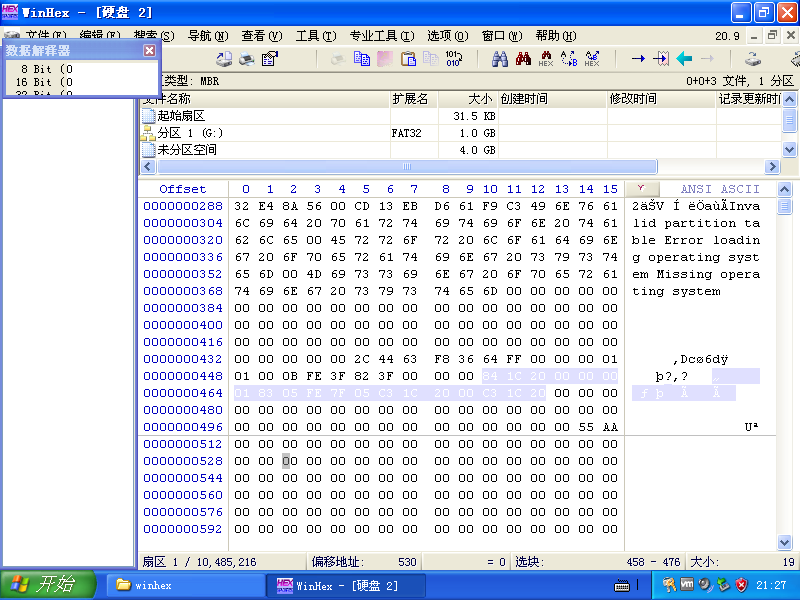 WinHex - [硬盘 2]
文件(F) 编辑(E) 搜索(S) 导航(N) 查看(V) 工具(T) 专业工具(I) 选项(O) 窗口(W) 帮助(H) 20.9
数据解释器
8 Bit (0
16 Bit (0
32 Bit (0
类型: MBR 0+0+3 文件, 1 分区
文件名称 扩展名 大小 创建时间 修改时间 记录更新时
起始扇区 31.5 KB
分区 1 (G:) FAT32 1.0 GB
未分区空间 4.0 GB
Offset 0 1 2 3 4 5 6 7 8 9 10 11 12 13 14 15 ANSI ASCII
0000000288 32 E4 8A 56 00 CD 13 EB D6 61 F9 C3 49 6E 76 61 2äŠV Í ëÖaùÃInva
0000000304 6C 69 64 20 70 61 72 74 69 74 69 6F 6E 20 74 61 lid partition ta
0000000320 62 6C 65 00 45 72 72 6F 72 20 6C 6F 61 64 69 6E ble Error loadin
0000000336 67 20 6F 70 65 72 61 74 69 6E 67 20 73 79 73 74 g operating syst
0000000352 65 6D 00 4D 69 73 73 69 6E 67 20 6F 70 65 72 61 em Missing opera
0000000368 74 69 6E 67 20 73 79 73 74 65 6D 00 00 00 00 00 ting system
0000000384 00 00 00 00 00 00 00 00 00 00 00 00 00 00 00 00
0000000400 00 00 00 00 00 00 00 00 00 00 00 00 00 00 00 00
0000000416 00 00 00 00 00 00 00 00 00 00 00 00 00 00 00 00
0000000432 00 00 00 00 00 2C 44 63 F8 36 64 FF 00 00 00 01 ,Dcø6dÿ
0000000448 01 00 0B FE 3F 82 3F 00 00 00 84 1C 20 00 00 00 þ?‚? „
0000000464 01 83 05 FE 7F 05 C3 1C 20 00 C3 1C 20 00 00 00 ƒ þ Ã Ã
0000000480 00 00 00 00 00 00 00 00 00 00 00 00 00 00 00 00
0000000496 00 00 00 00 00 00 00 00 00 00 00 00 00 00 55 AA Uª
0000000512 00 00 00 00 00 00 00 00 00 00 00 00 00 00 00 00
0000000528 00 00 00 00 00 00 00 00 00 00 00 00 00 00 00 00
0000000544 00 00 00 00 00 00 00 00 00 00 00 00 00 00 00 00
0000000560 00 00 00 00 00 00 00 00 00 00 00 00 00 00 00 00
0000000576 00 00 00 00 00 00 00 00 00 00 00 00 00 00 00 00
0000000592 00 00 00 00 00 00 00 00 00 00 00 00 00 00 00 00
扇区 1 / 10,485,216 偏移地址: 530 = 0 选块: 458 - 476 大小: 19
开始 winhex WinHex - [硬盘 2] 21:27